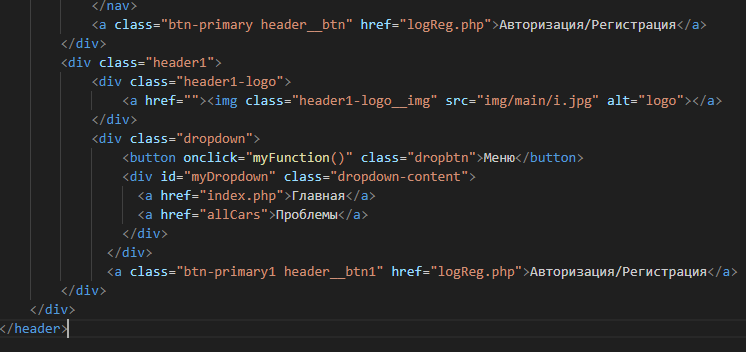 </nav>
<a class="btn-primary header__btn" href="logReg.php">Авторизация/Регистрация</a>
</div>
<div class="header1">
<div class="header1-logo">
<a href=""><img class="header1-logo__img" src="img/main/i.jpg" alt="logo"></a>
</div>
<div class="dropdown">
<button onclick="myFunction()" class="dropbtn">Меню</button>
<div id="myDropdown" class="dropdown-content">
<a href="index.php">Главная</a>
<a href="allCars">Проблемы</a>
</div>
</div>
<a class="btn-primary1 header__btn1" href="logReg.php">Авторизация/Регистрация</a>
</div>
</div>
</header>